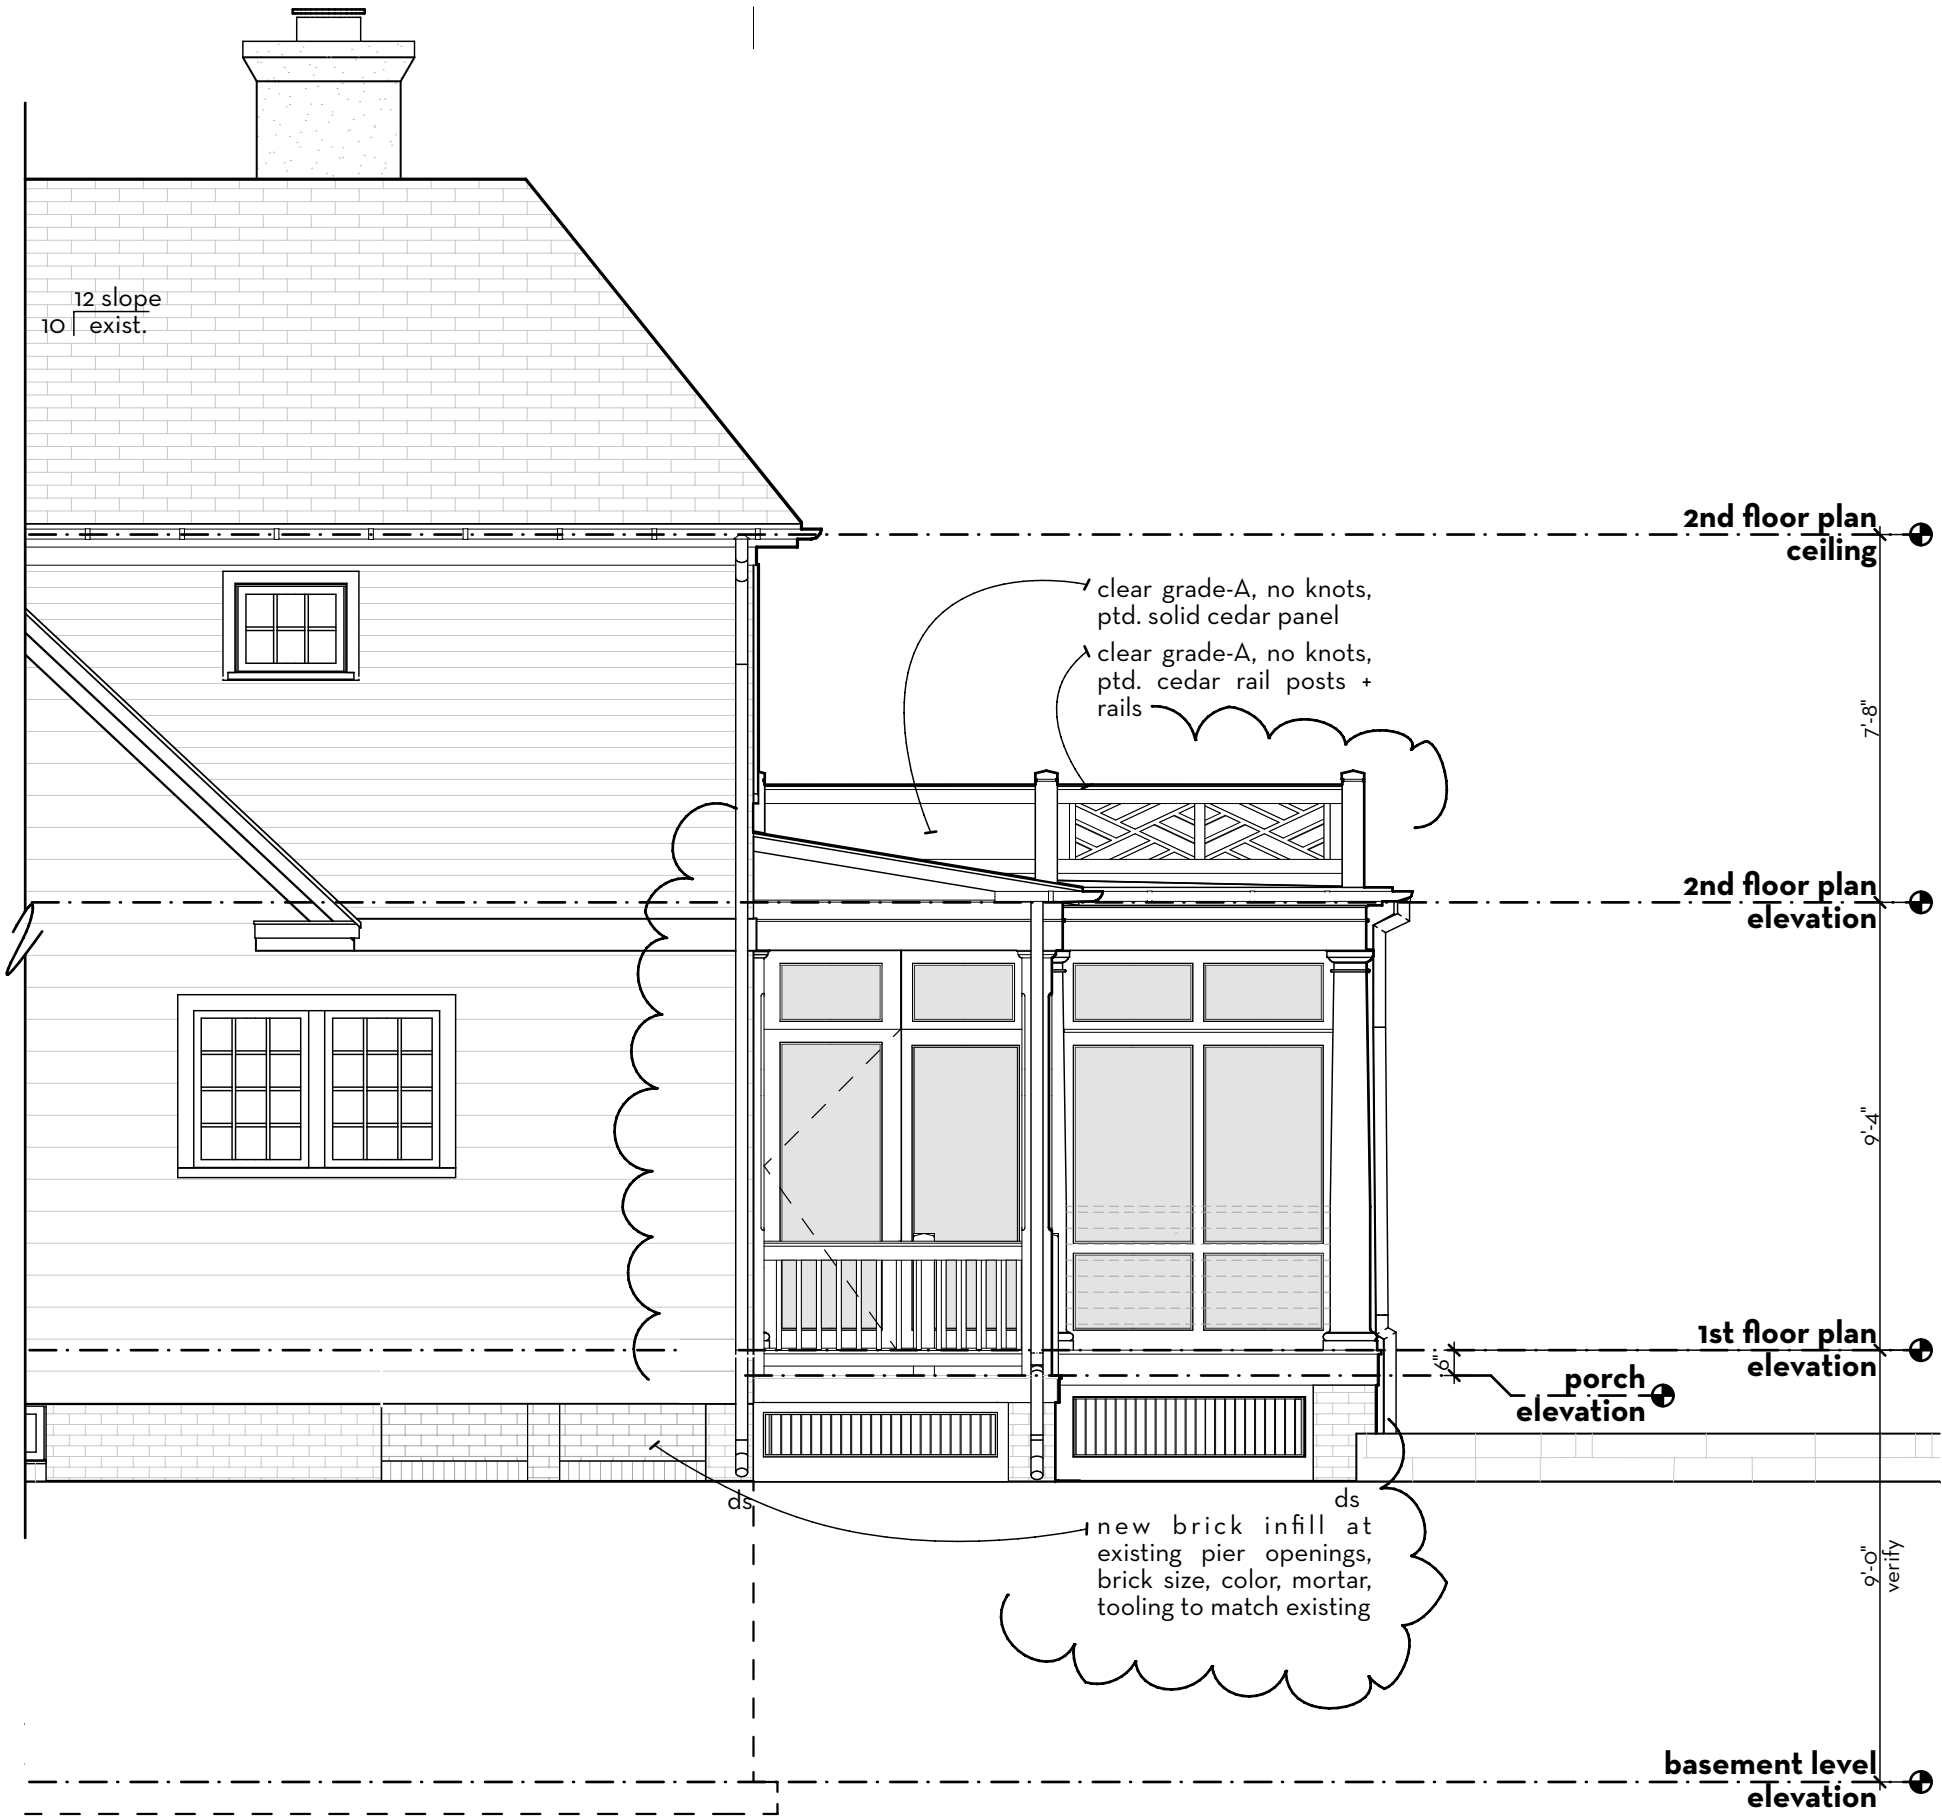 12 slope
10 exist.
2nd floor plan
ceiling
clear grade-A, no knots,
ptd. solid cedar panel
clear grade-A, no knots,
ptd. cedar rail posts +
rails
7'-8"
2nd floor plan
elevation
9'-4"
1st floor plan
elevation
6"
porch
elevation
ds
ds
new brick infill at
existing pier openings,
brick size, color, mortar,
tooling to match existing
9'-0"
verify
basement level
elevation